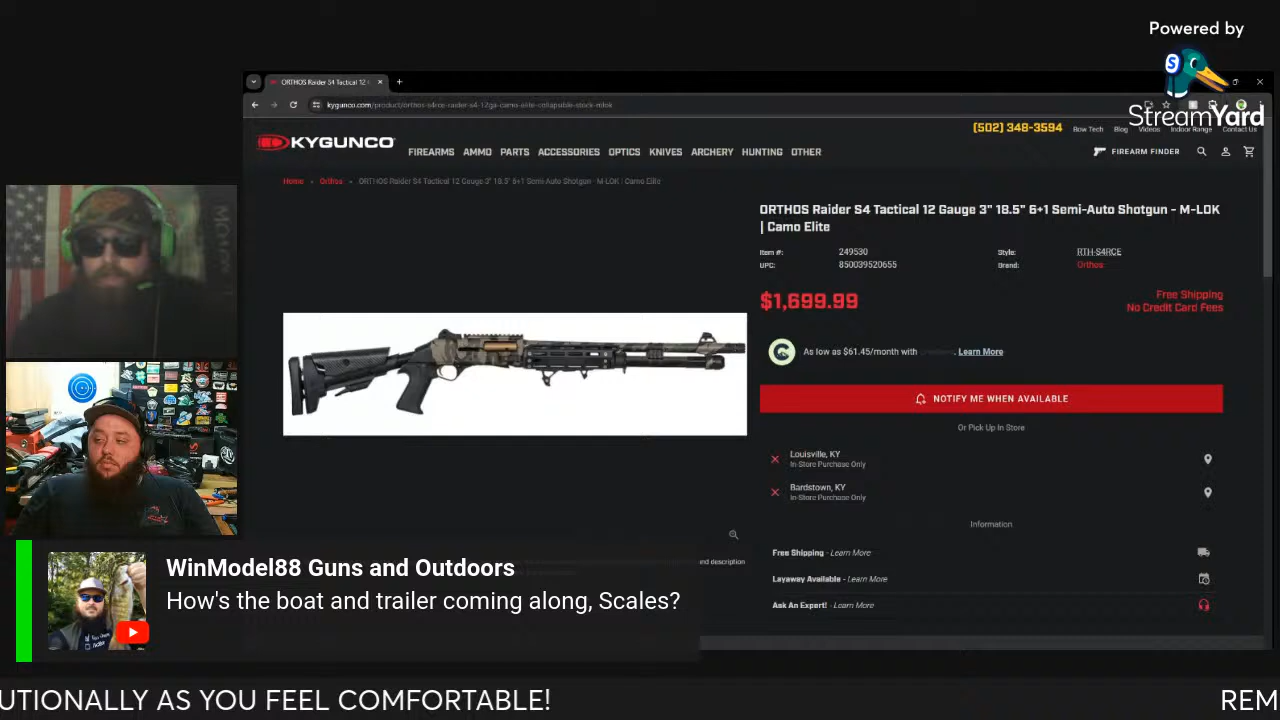 Powered by
StreamYard
ORTHOS Raider S4 Tactical 12
kygunco.com/product/orthos-s4rce-raider-s4-12ga-camo-elite-collapsible-stock-mlok
KYGUNCO
(502) 348-3594
Bow Tech
Blog
Videos
Indoor Range
Contact Us
FIREARMS AMMO PARTS ACCESSORIES OPTICS KNIVES ARCHERY HUNTING OTHER
FIREARM FINDER
Home
Orthos
ORTHOS Raider S4 Tactical 12 Gauge 3" 18.5" 6+1 Semi-Auto Shotgun - M-LOK | Camo Elite
ORTHOS Raider S4 Tactical 12 Gauge 3" 18.5" 6+1 Semi-Auto Shotgun - M-LOK
| Camo Elite
Item #: 249530
Style: RTH-S4RCE
UPC: 850039520655
Brand: Orthos
$1,699.99
Free Shipping
No Credit Card Fees
As low as $61.45/month with . Learn More
NOTIFY ME WHEN AVAILABLE
Or Pick Up In Store
Louisville, KY
In-Store Purchase Only
Bardstown, KY
In-Store Purchase Only
Information
Free Shipping - Learn More
Layaway Available - Learn More
Ask An Expert! - Learn More
nd description
WinModel88 Guns and Outdoors
How's the boat and trailer coming along, Scales?
UTIONALLY AS YOU FEEL COMFORTABLE!
REM